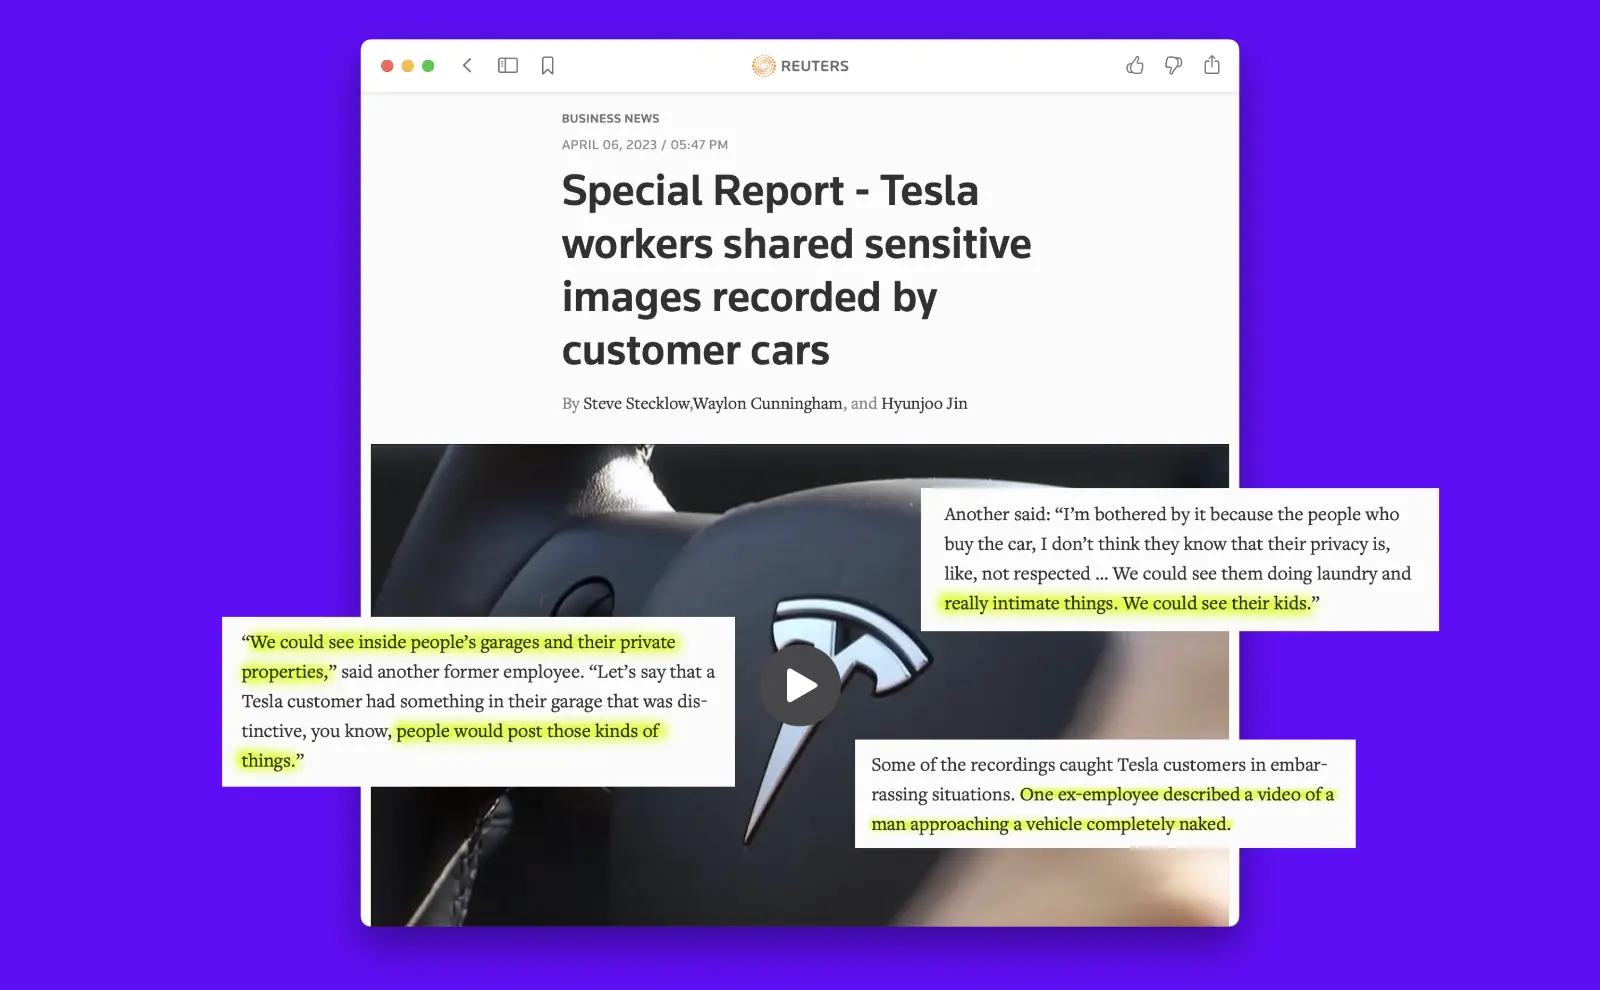 REUTERS
BUSINESS NEWS
APRIL 06, 2023 / 05:47 PM
Special Report - Tesla
workers shared sensitive
images recorded by
customer cars
By Steve Stecklow,Waylon Cunningham, and Hyunjoo Jin
Another said: “I’m bothered by it because the people who
buy the car, I don’t think they know that their privacy is,
like, not respected ... We could see them doing laundry and
really intimate things. We could see their kids.”
“We could see inside people’s garages and their private
properties,” said another former employee. “Let’s say that a
Tesla customer had something in their garage that was dis-
tinctive, you know, people would post those kinds of
things.”
Some of the recordings caught Tesla customers in embar-
rassing situations. One ex-employee described a video of a
man approaching a vehicle completely naked.